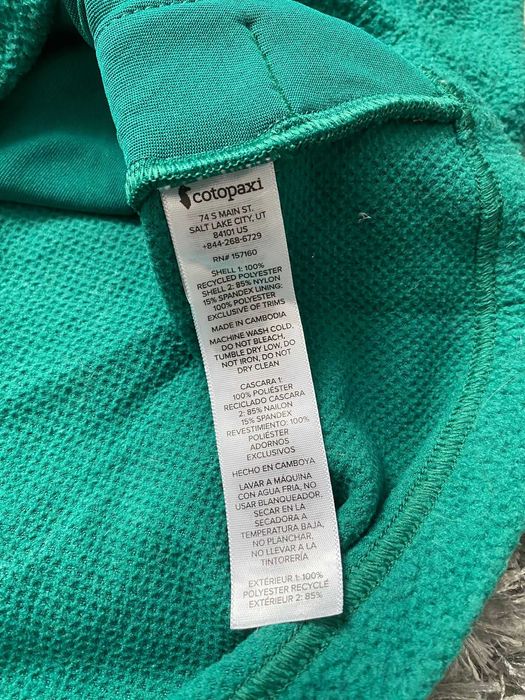 cotopaxi
74 S MAIN ST.
SALT LAKE CITY, UT
84101 US
+844-268-6729
RN# 157160
SHELL 1: 100%
RECYCLED POLYESTER
SHELL 2: 85% NYLON
15% SPANDEX LINING:
100% POLYESTER
EXCLUSIVE OF TRIMS
MADE IN CAMBODIA
MACHINE WASH COLD,
DO NOT BLEACH,
TUMBLE DRY LOW, DO
NOT IRON, DO NOT
DRY CLEAN
CASCARA 1:
100% POLIÉSTER
RECICLADO CASCARA
2: 85% NAILON
15% SPANDEX
REVESTIMIENTO: 100%
POLIÉSTER
ADORNOS
EXCLUSIVOS
HECHO EN CAMBOYA
LAVAR A MÁQUINA
CON AGUA FRIA, NO
USAR BLANQUEADOR.
SECAR EN LA
SECADORA A
TEMPERATURA BAJA,
NO PLANCHAR,
NO LLEVAR A LA
TINTORERÍA
EXTÉRIEUR 1: 100%
POLYESTER RECYCLÉ
EXTÉRIEUR 2: 85%